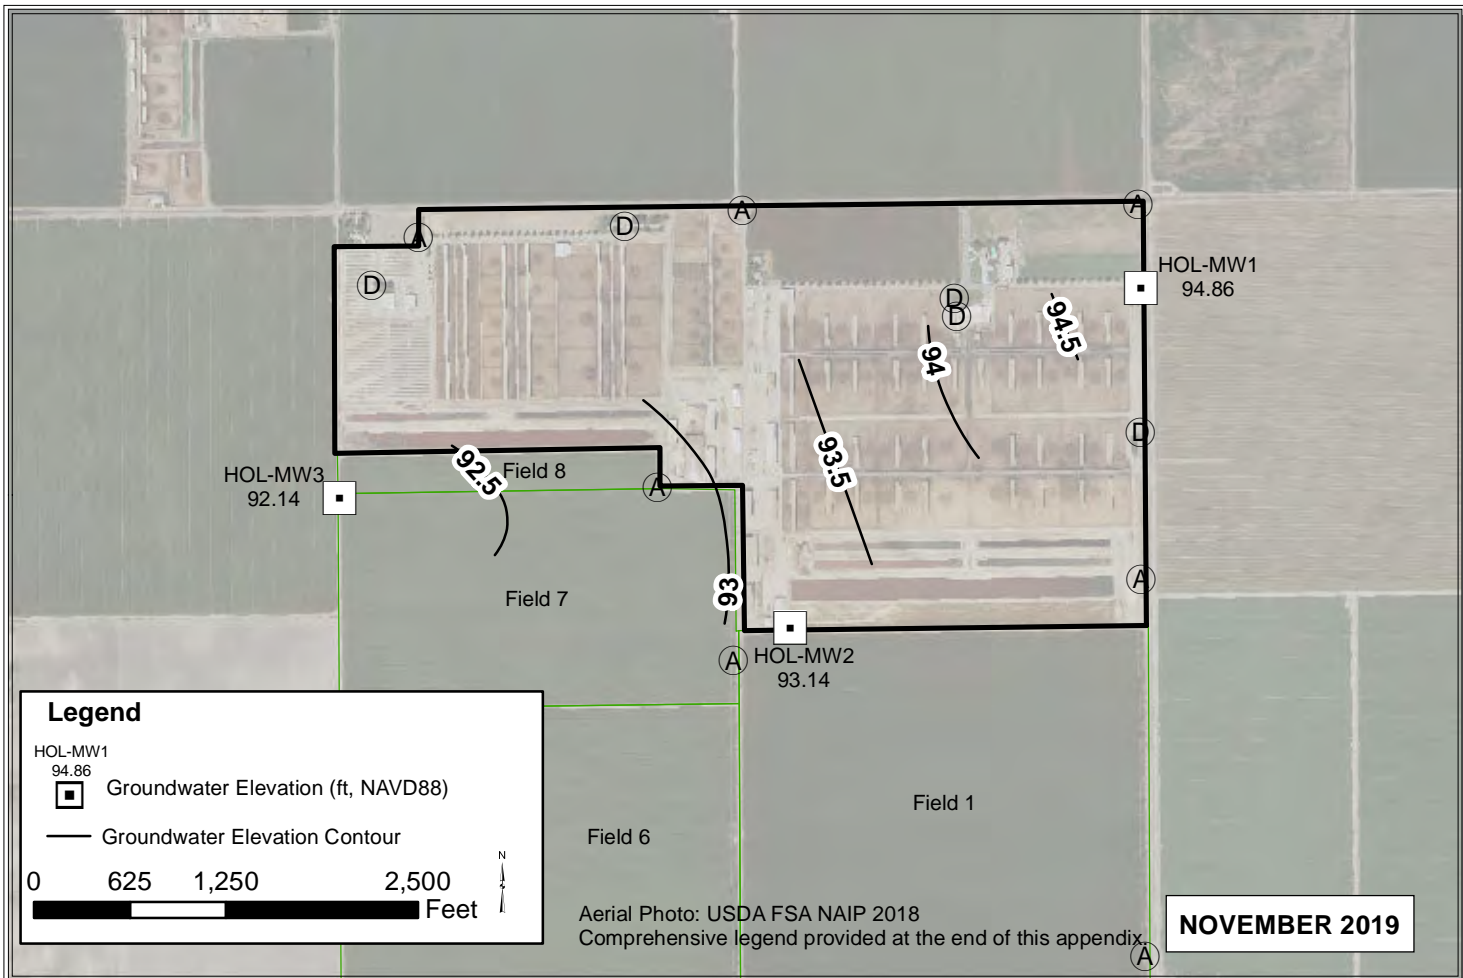 A
A
A
D
HOL-MW1
94.86
D
D
D
94.5
94
93.5
D
92.5
Field 8
HOL-MW3
92.14
A
A
93
Field 7
HOL-MW2
93.14
A
Legend
HOL-MW1
94.86
Groundwater Elevation (ft, NAVD88)
Groundwater Elevation Contour
0 625 1,250 2,500
Feet
N
Field 1
Field 6
Aerial Photo: USDA FSA NAIP 2018
Comprehensive legend provided at the end of this appendix.
A
NOVEMBER 2019